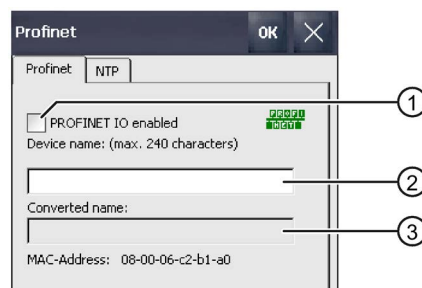 Profinet OK
Profinet NTP
PROFINET IO enabled
PROFI
NET
Device name: (max. 240 characters)
Converted name:
MAC-Address: 08-00-06-c2-b1-a0
1
2
3